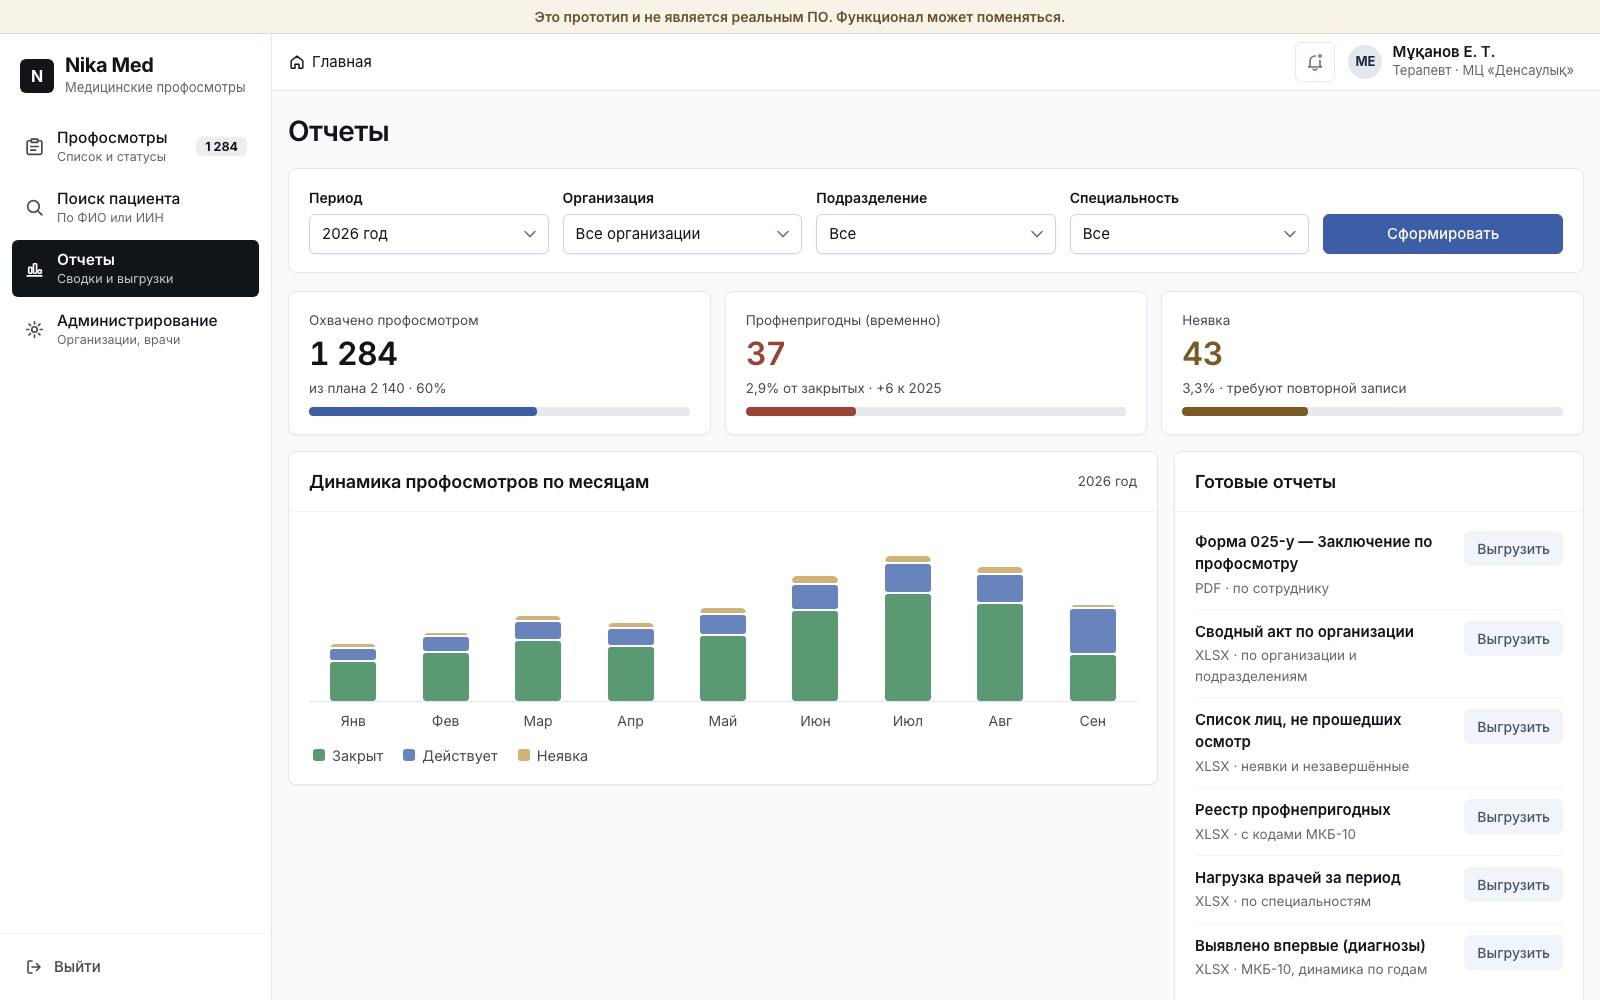 Это прототип и не является реальным ПО. Функционал может поменяться.
N
Nika Med
Медицинские профосмотры
Профосмотры
Список и статусы
1 284
Поиск пациента
По ФИО или ИИН
Отчеты
Сводки и выгрузки
Администрирование
Организации, врачи
Выйти
Главная
МЕ
Мұқанов Е. Т.
Терапевт · МЦ «Денсаулық»
Отчеты
Период
2026 год
Организация
Все организации
Подразделение
Все
Специальность
Все
Сформировать
Охвачено профосмотром
1 284
из плана 2 140 · 60%
Профнепригодны (временно)
37
2,9% от закрытых · +6 к 2025
Неявка
43
3,3% · требуют повторной записи
Динамика профосмотров по месяцам
2026 год
Янв
Фев
Мар
Апр
Май
Июн
Июл
Авг
Сен
Закрыт
Действует
Неявка
Готовые отчеты
Форма 025-у — Заключение по
профосмотру
PDF · по сотруднику
Выгрузить
Сводный акт по организации
XLSX · по организации и
подразделениям
Выгрузить
Список лиц, не прошедших
осмотр
XLSX · неявки и незавершённые
Выгрузить
Реестр профнепригодных
XLSX · с кодами МКБ-10
Выгрузить
Нагрузка врачей за период
XLSX · по специальностям
Выгрузить
Выявлено впервые (диагнозы)
XLSX · МКБ-10, динамика по годам
Выгрузить